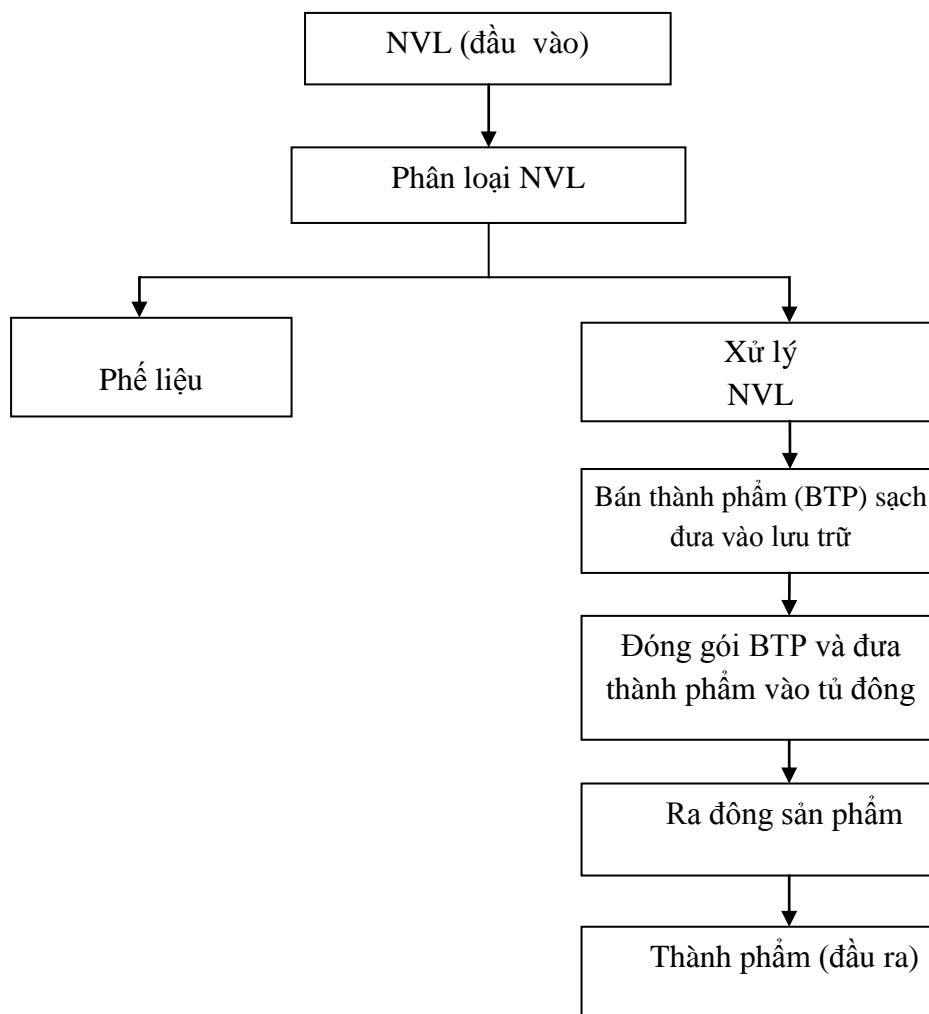 NVL (đầu vào)
Phân loại NVL
Phế liệu
Xử lý
NVL
Bán thành phẩm (BTP) sạch
đưa vào lưu trữ
Đóng gói BTP và đưa
thành phẩm vào tủ đông
Ra đông sản phẩm
Thành phẩm (đầu ra)